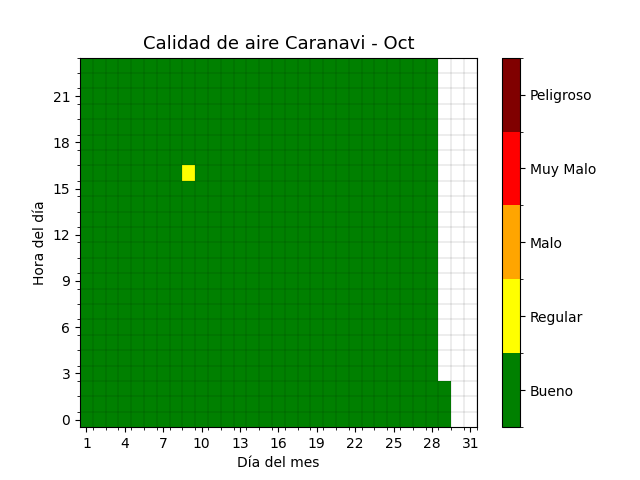 Calidad de aire Caranavi - Oct
Hora del día
21
18
15
12
9
6
3
0
1 4 7 10 13 16 19 22 25 28 31
Día del mes
Peligroso
Muy Malo
Malo
Regular
Bueno